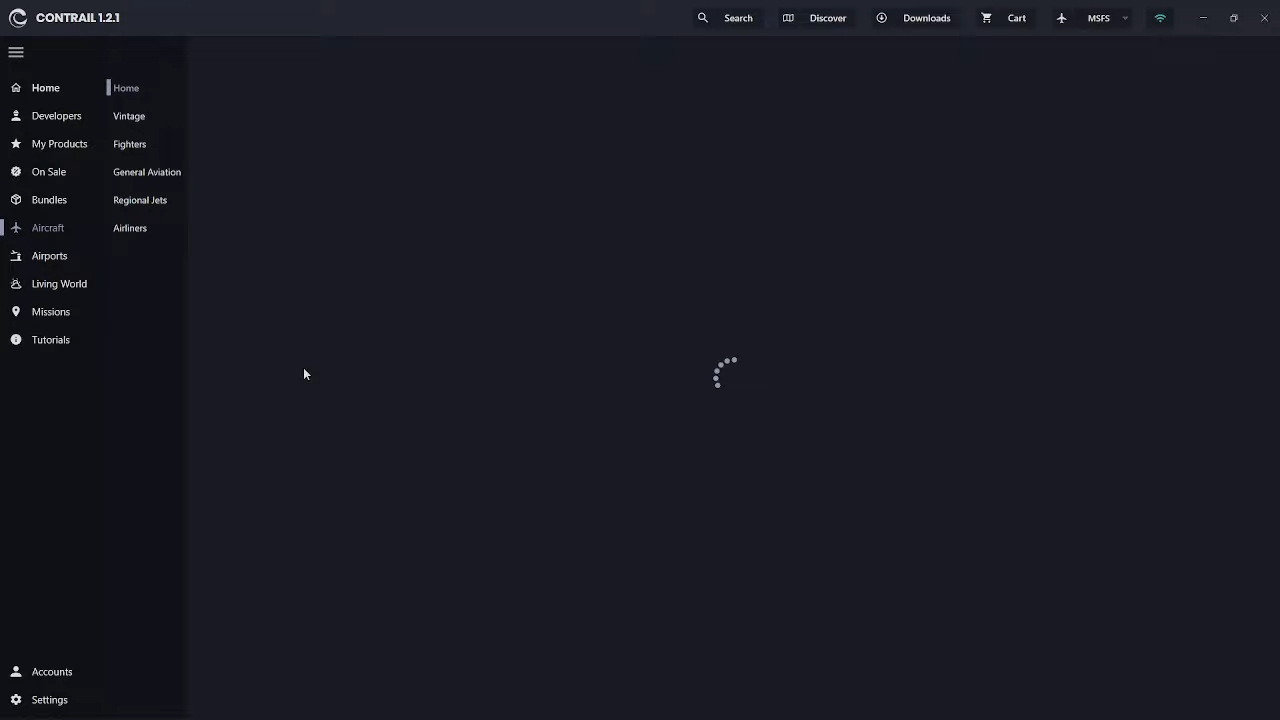 CONTRAIL 1.2.1
Search
Discover
Downloads
Cart
MSFS
Home
Developers
My Products
On Sale
Bundles
Aircraft
Airports
Living World
Missions
Tutorials
Accounts
Settings
Home
Vintage
Fighters
General Aviation
Regional Jets
Airliners